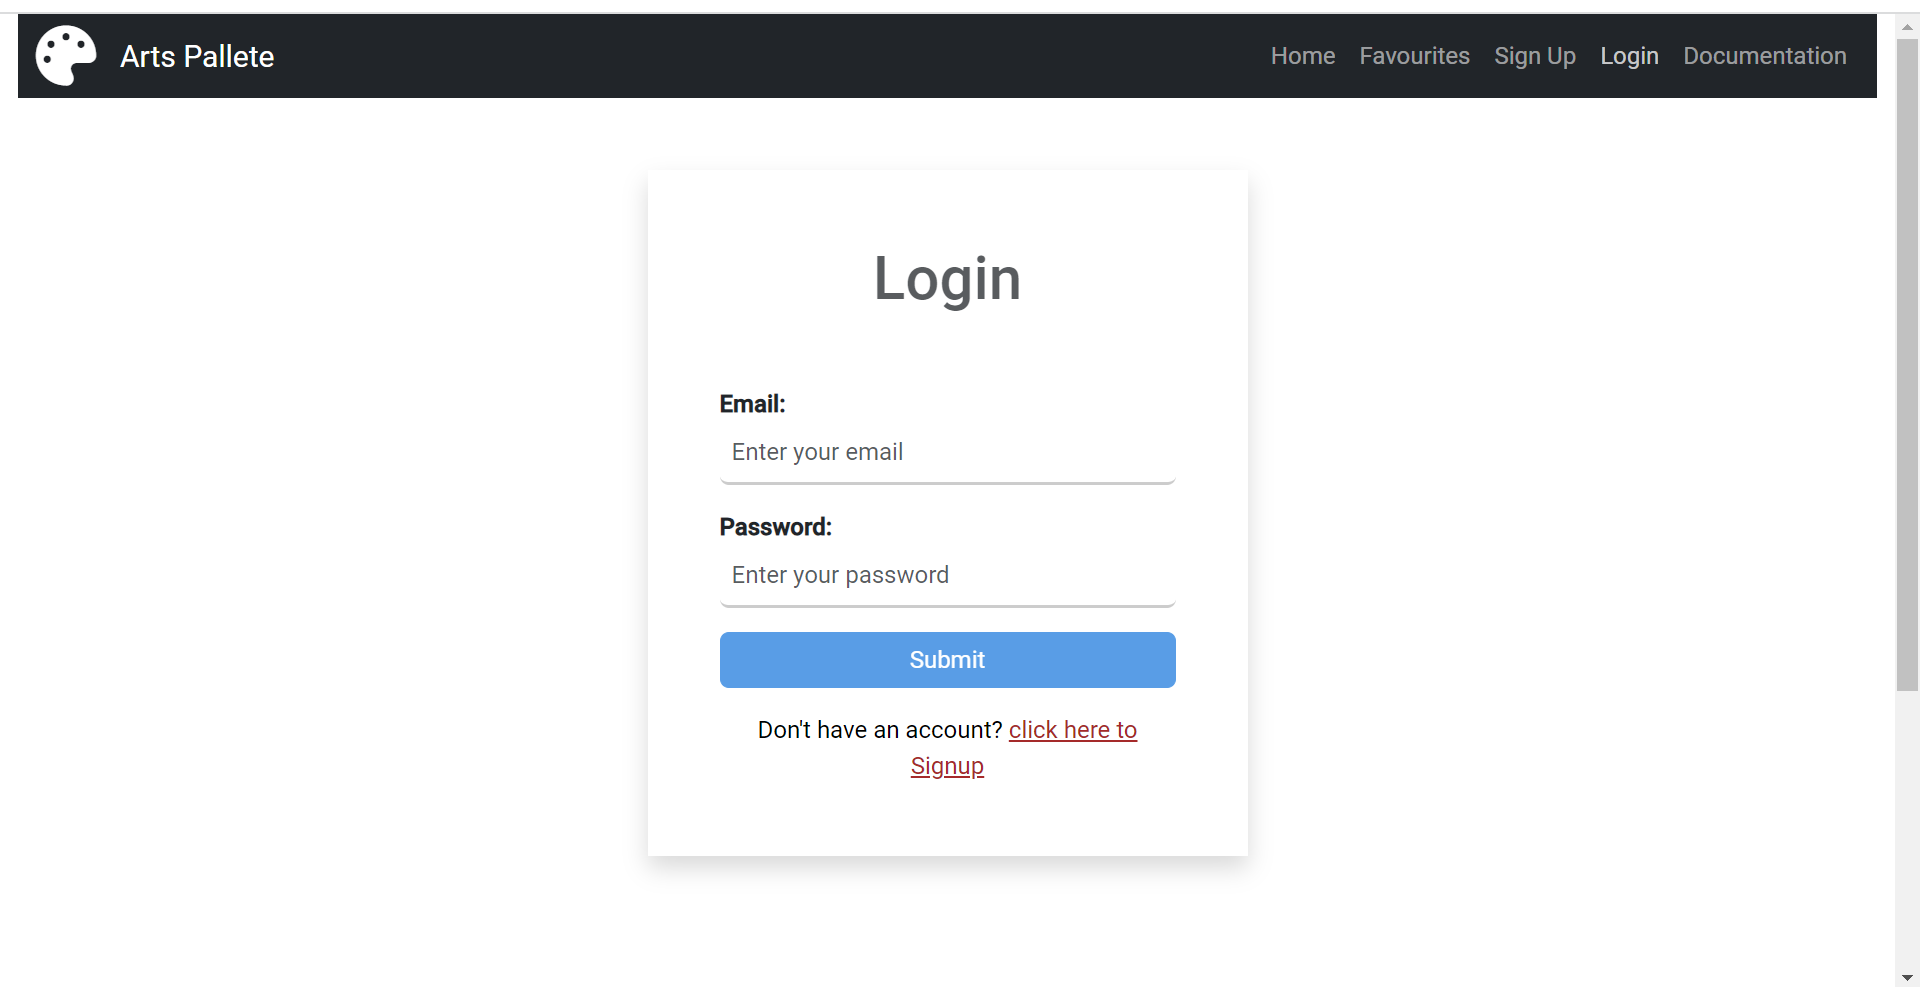 Arts Pallete Home Favourites Sign Up Login Documentation
Login
Email:
Enter your email
Password:
Enter your password
Submit
Don't have an account? click here to
Signup